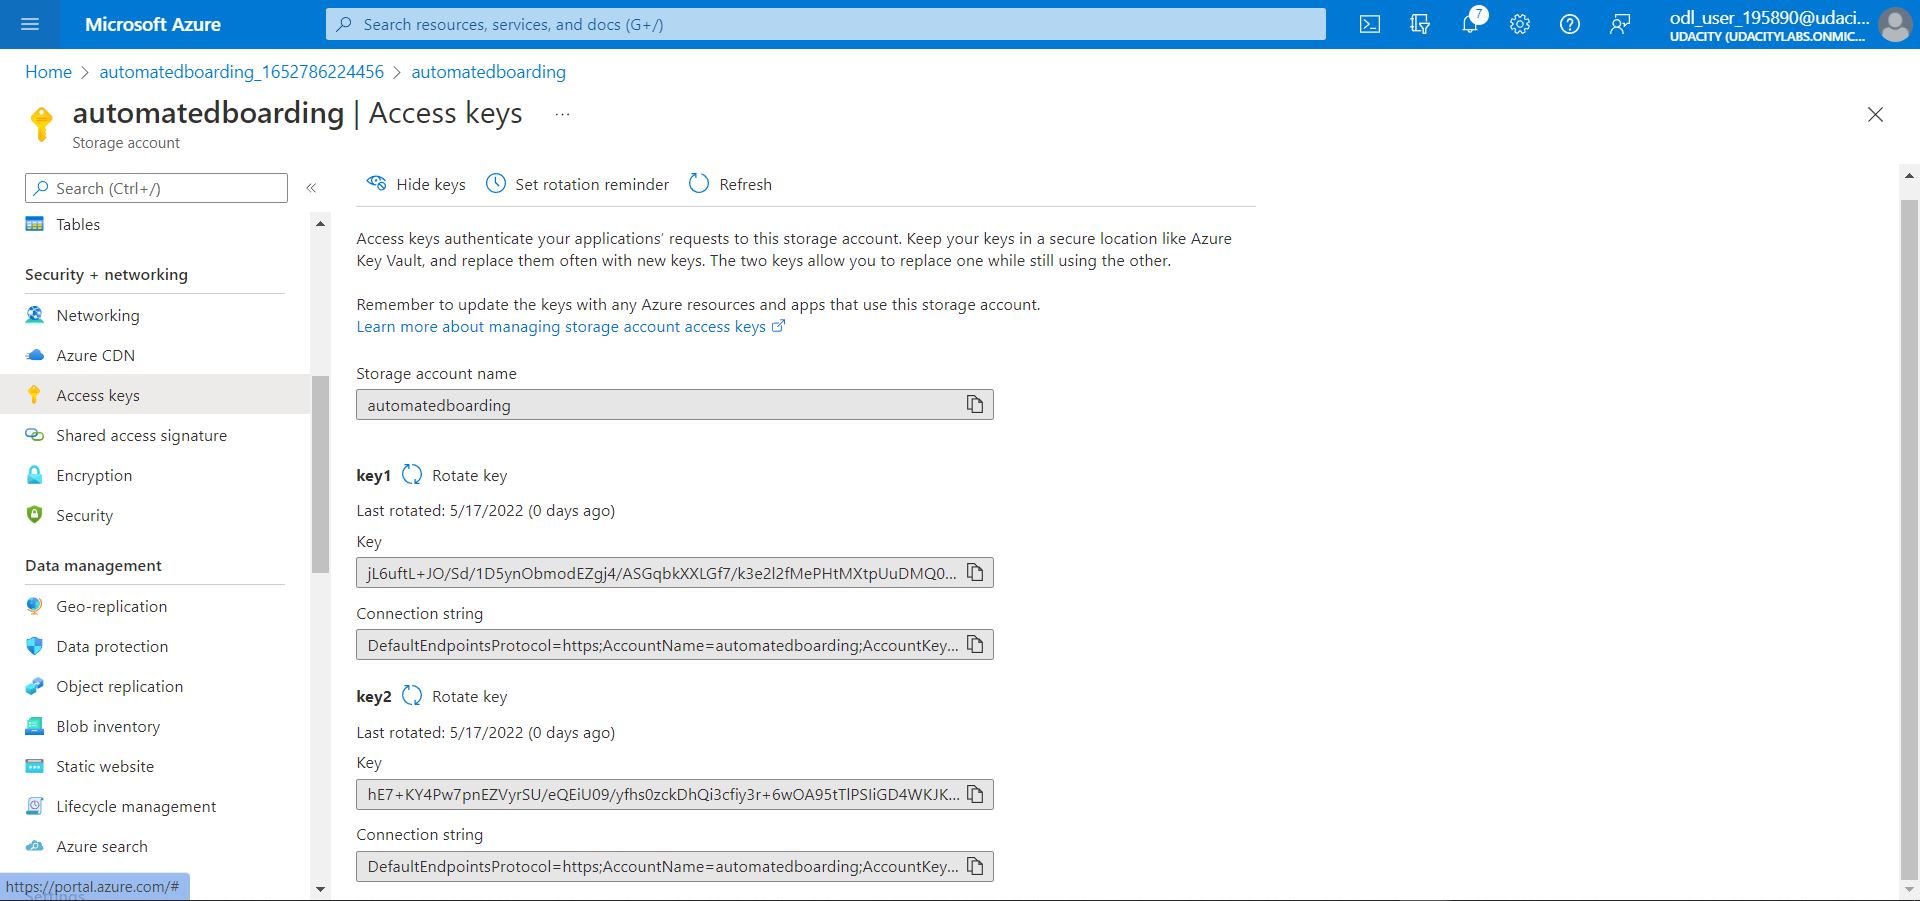 Microsoft Azure
Search resources, services, and docs (G+/)
7
odl_user_195890@udaci...
UDACITY (UDACITYLABS.ONMIC...
Home > automatedboarding_1652786224456 > automatedboarding
automatedboarding | Access keys ...
Storage account
Search (Ctrl+/)
«
Tables
Security + networking
Networking
Azure CDN
Access keys
Shared access signature
Encryption
Security
Data management
Geo-replication
Data protection
Object replication
Blob inventory
Static website
Lifecycle management
Azure search
Settings
https://portal.azure.com/#
Hide keys Set rotation reminder Refresh
Access keys authenticate your applications' requests to this storage account. Keep your keys in a secure location like Azure
Key Vault, and replace them often with new keys. The two keys allow you to replace one while still using the other.
Remember to update the keys with any Azure resources and apps that use this storage account.
Learn more about managing storage account access keys
Storage account name
automatedboarding
key1 Rotate key
Last rotated: 5/17/2022 (0 days ago)
Key
jL6uftL+JO/Sd/1D5ynObmodEZgj4/ASGqbkXXLGf7/k3e2l2fMePHtMXtpUuDMQ0...
Connection string
DefaultEndpointsProtocol=https;AccountName=automatedboarding;AccountKey...
key2 Rotate key
Last rotated: 5/17/2022 (0 days ago)
Key
hE7+KY4Pw7pnEZVyrSU/eQEiU09/yfhs0zckDhQi3cfiy3r+6wOA95tTlPSIiGD4WKJK...
Connection string
DefaultEndpointsProtocol=https;AccountName=automatedboarding;AccountKey...